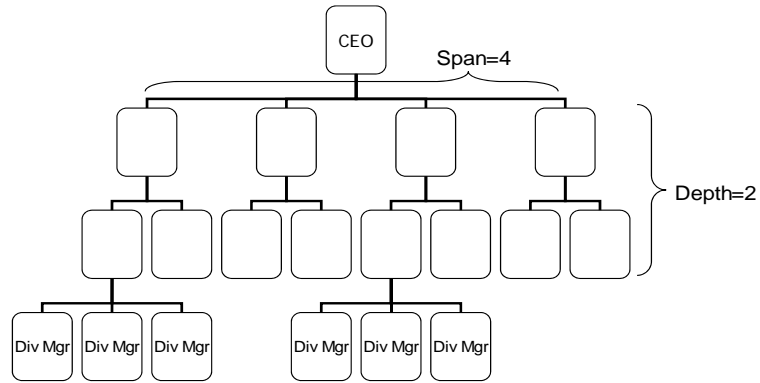 CEO
Span=4
Depth=2
Div Mgr Div Mgr Div Mgr Div Mgr Div Mgr Div Mgr